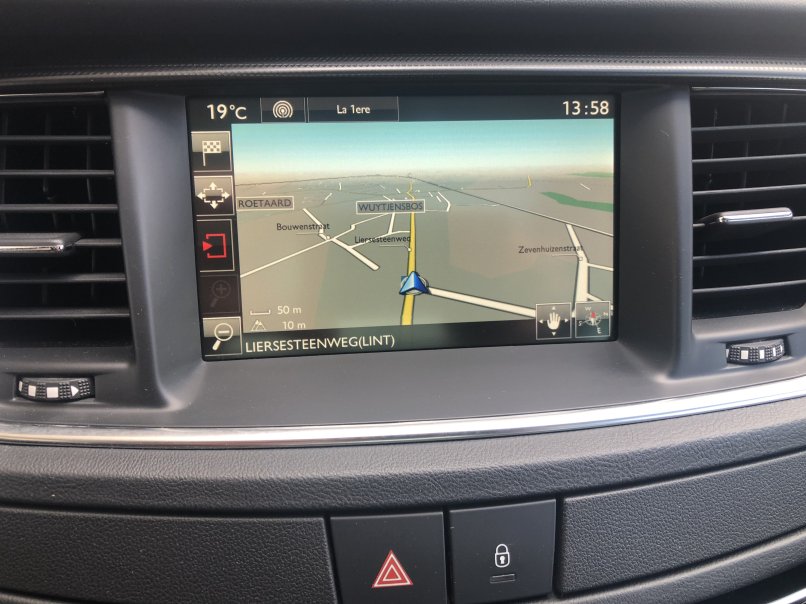 19°C
La 1ere
13:58
ROETAARD
WUYTJENSBOS
Bouwenstraat
Liersesteenweg
Zevenhuizenstraat
50 m
10 m
W
N
S
E
LIERSESTEENWEG(LINT)